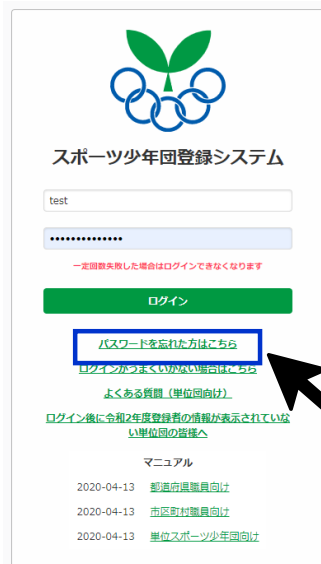 スポーツ少年団登録システム
test
••••••••••••••
一定回数失敗した場合はログインできなくなります
ログイン
パスワードを忘れた方はこちら
ログインがうまくいかない場合はこちら
よくある質問（単位団向け）
ログイン後に令和2年度登録者の情報が表示されていな
い単位団の皆様へ
マニュアル
2020-04-13 都道府県職員向け
2020-04-13 市区町村職員向け
2020-04-13 単位スポーツ少年団向け